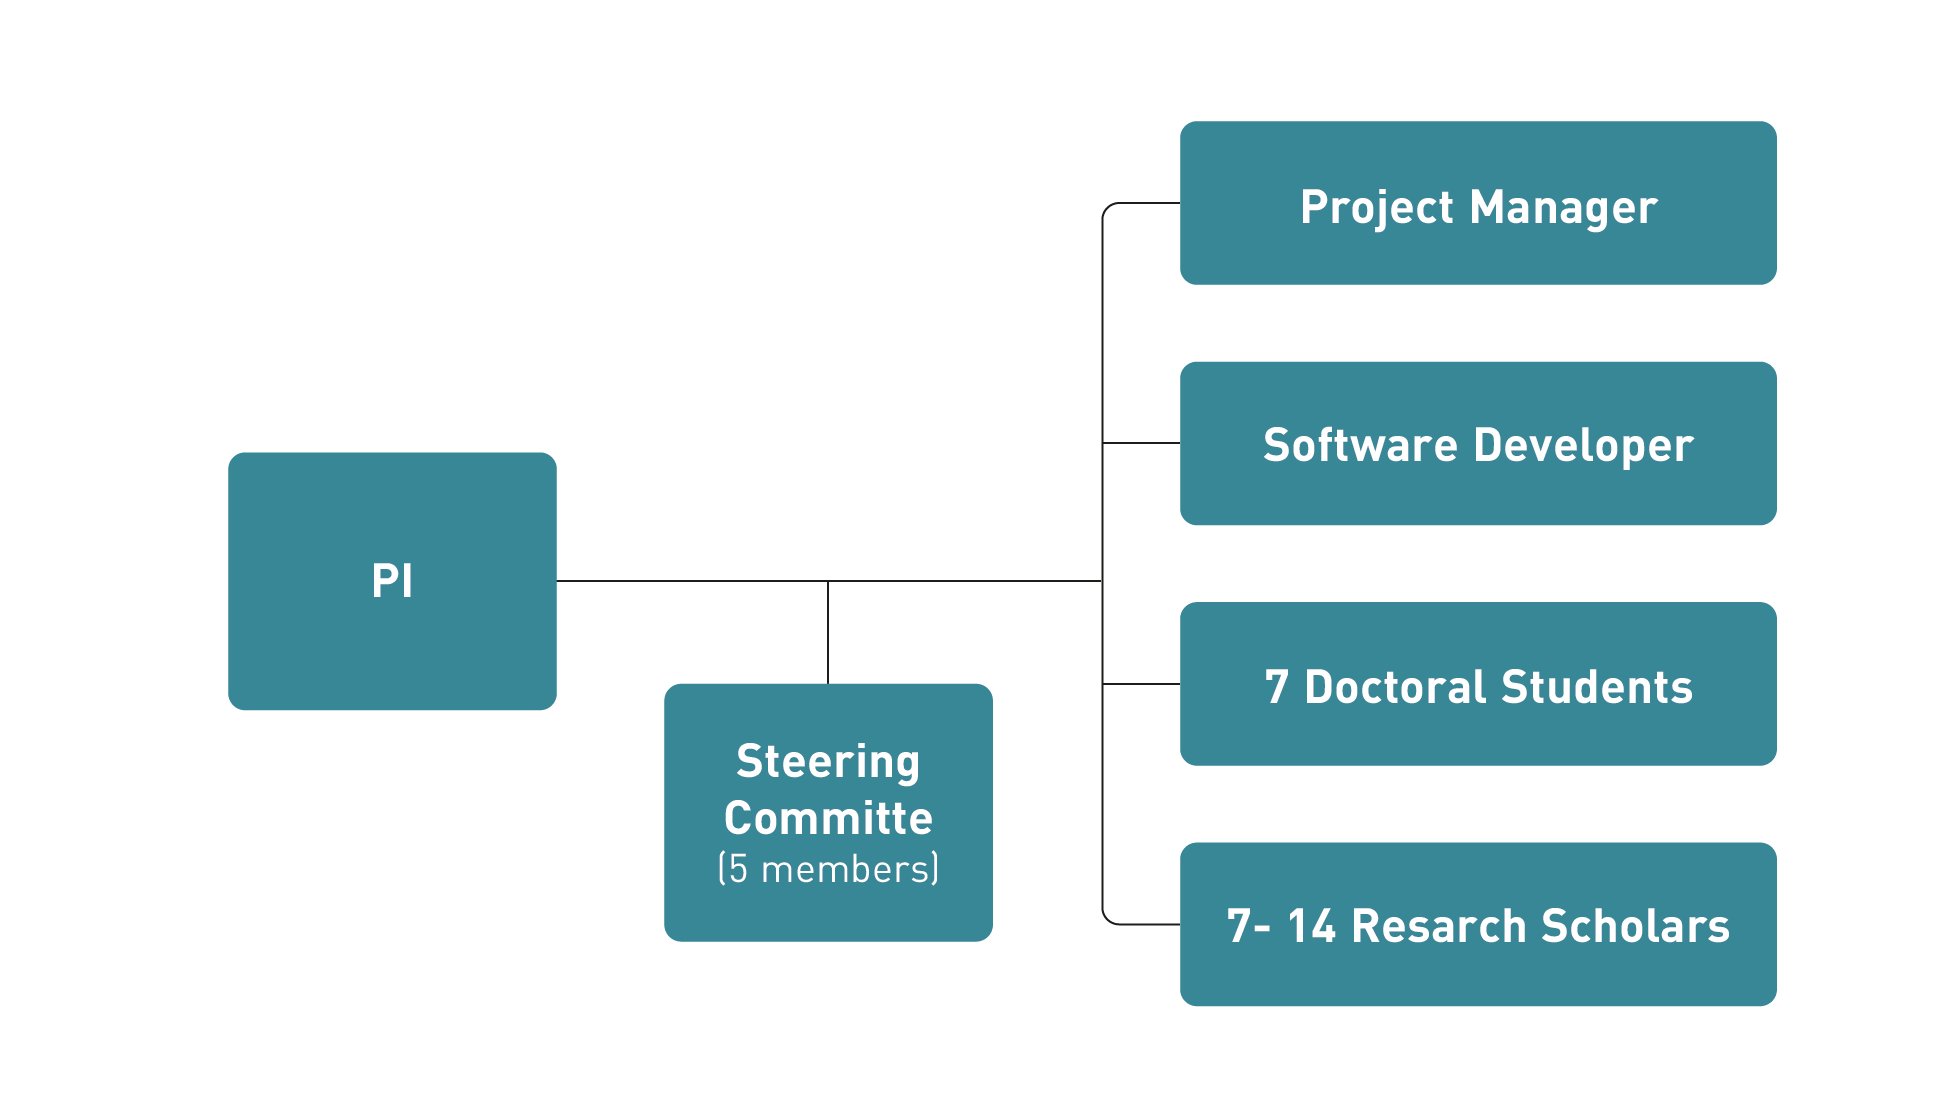 PI
Steering
Committe
(5 members)
Project Manager
Software Developer
7 Doctoral Students
7- 14 Resarch Scholars